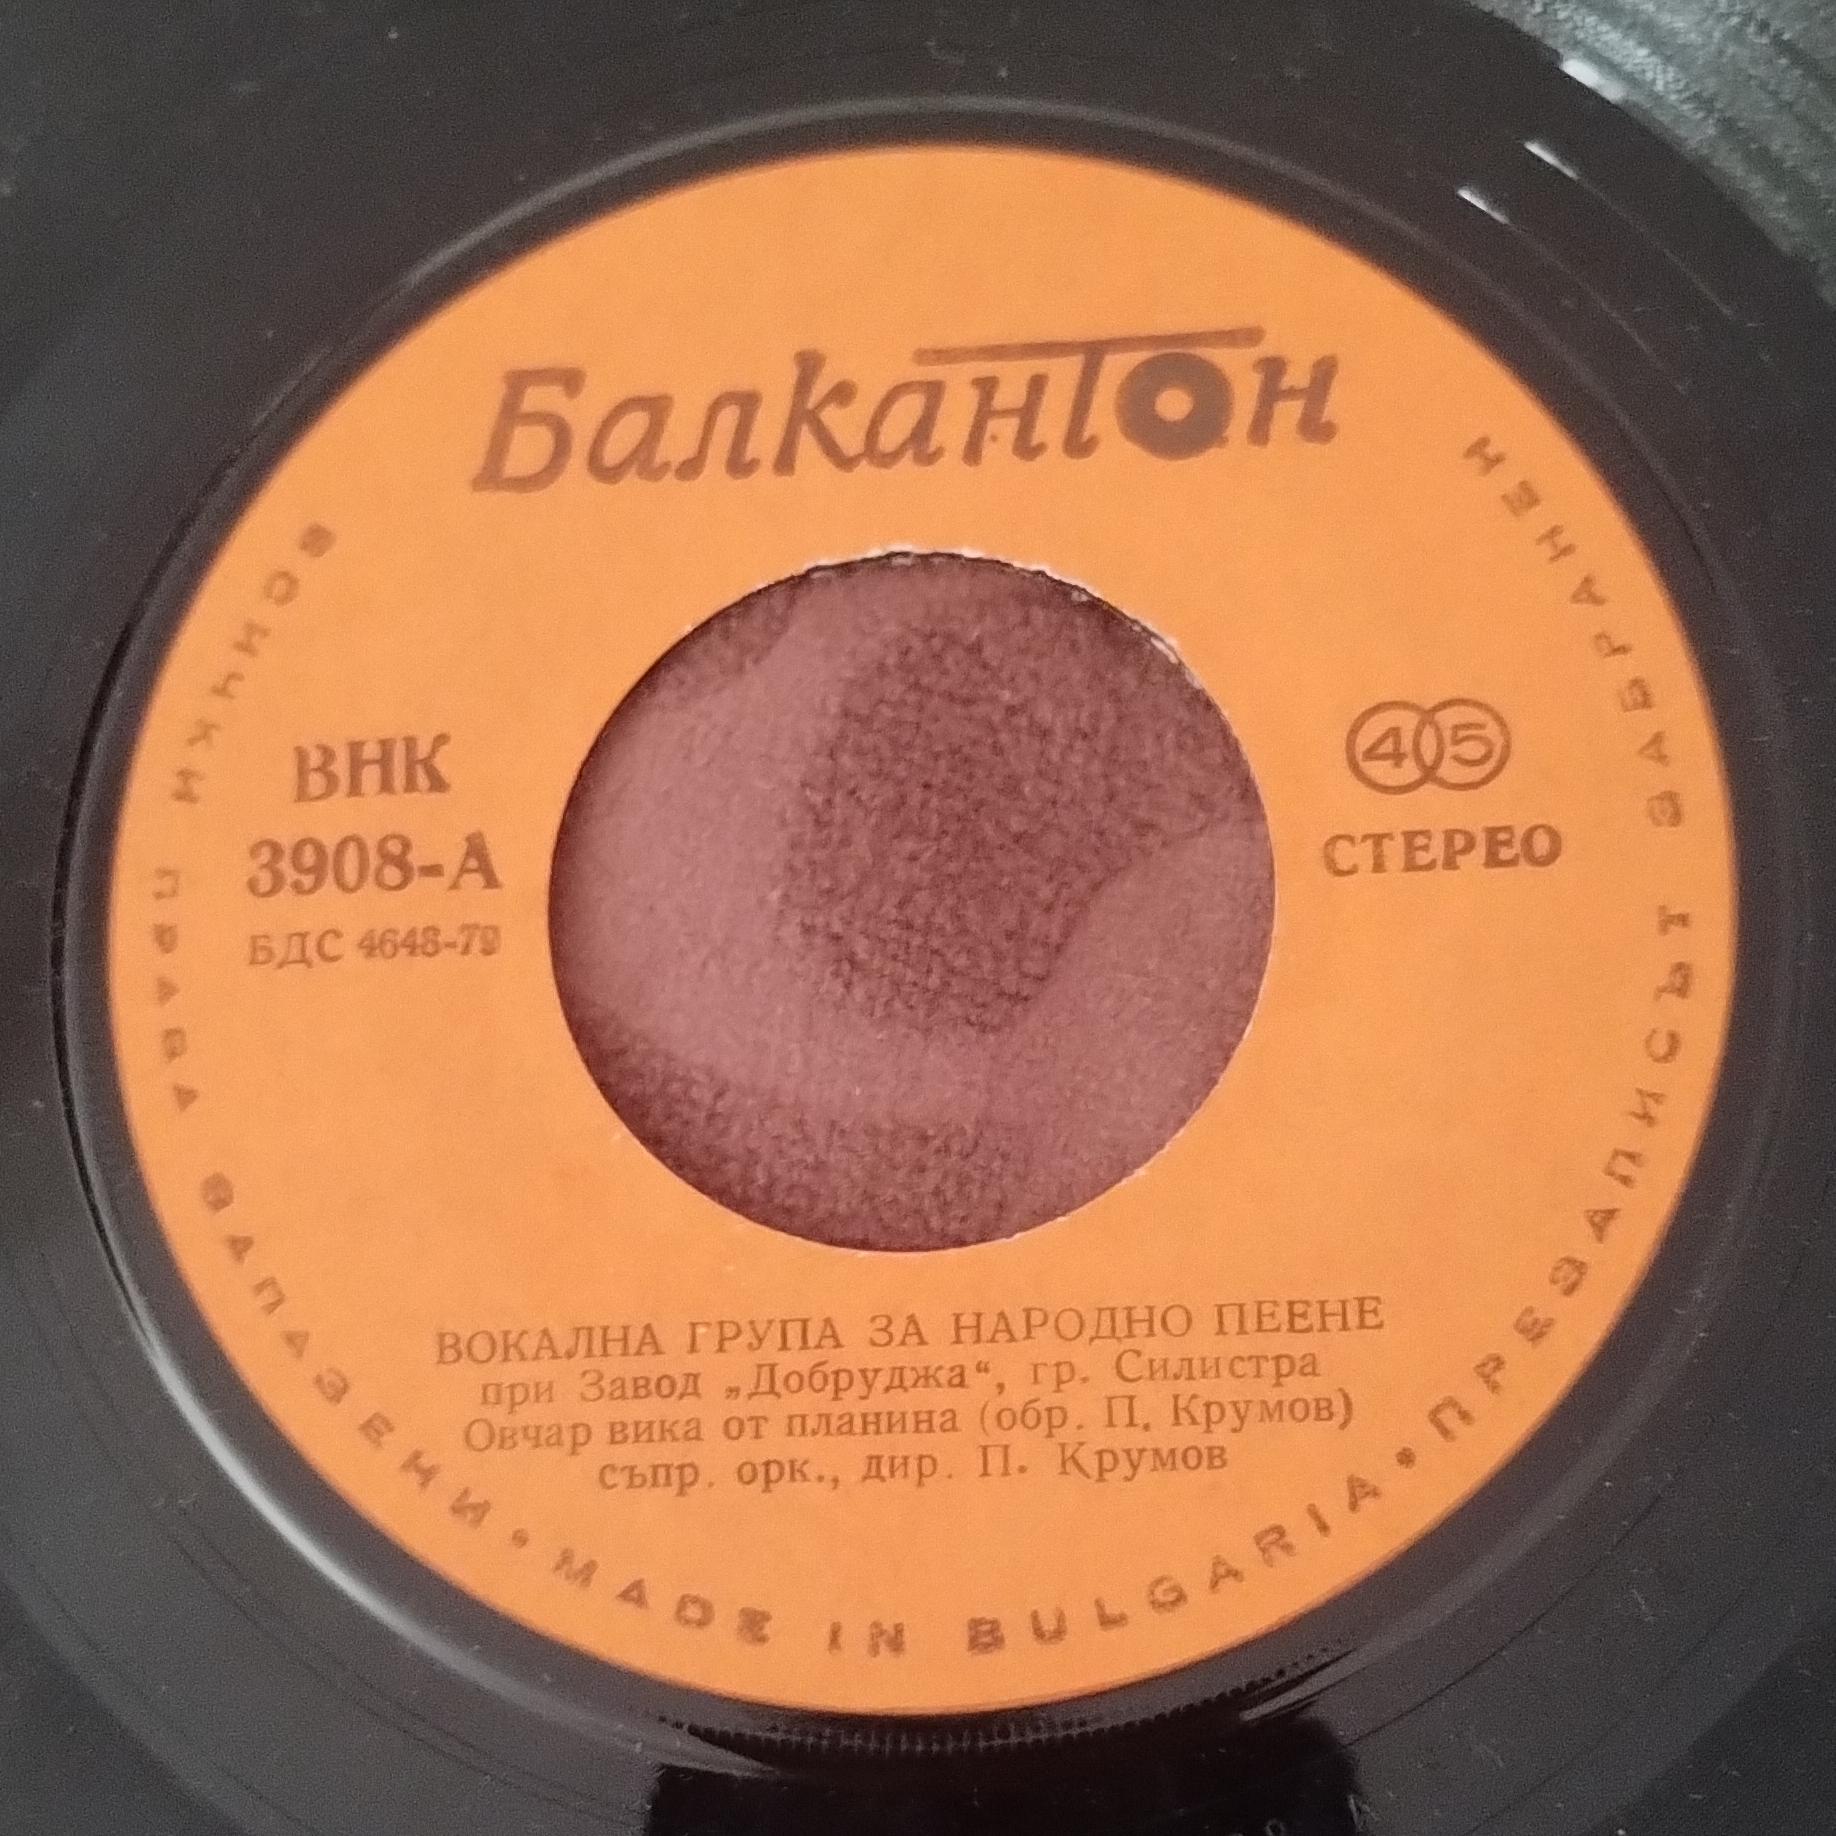 Балкантон
ВНК
3908-А
БДС 4648-79
45
СТЕРЕО
ВОКАЛНА ГРУПА ЗА НАРОДНО ПЕЕНЕ
при Завод „Добруджа“, гр. Силистра
Овчар вика от планина (обр. П. Крумов)
съпр. орк., дир. П. Крумов
ВСИЧКИ ПРАВА ЗАПАЗЕНИ • MADE IN BULGARIA • ПРЕЗАПИСЪТ ЗАБРАНЕН